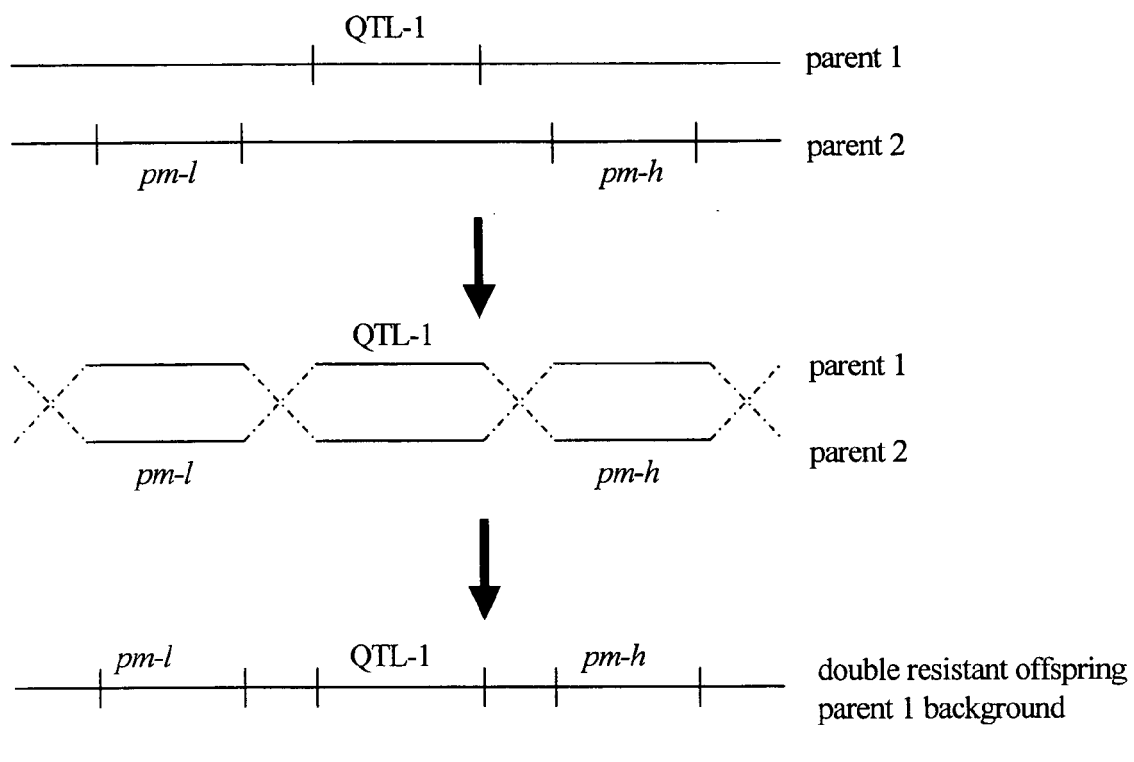 QTL-1
parent 1
parent 2
pm-l
pm-h
QTL-1
parent 1
parent 2
pm-l
pm-h
pm-l
QTL-1
pm-h
double resistant offspring
parent 1 background